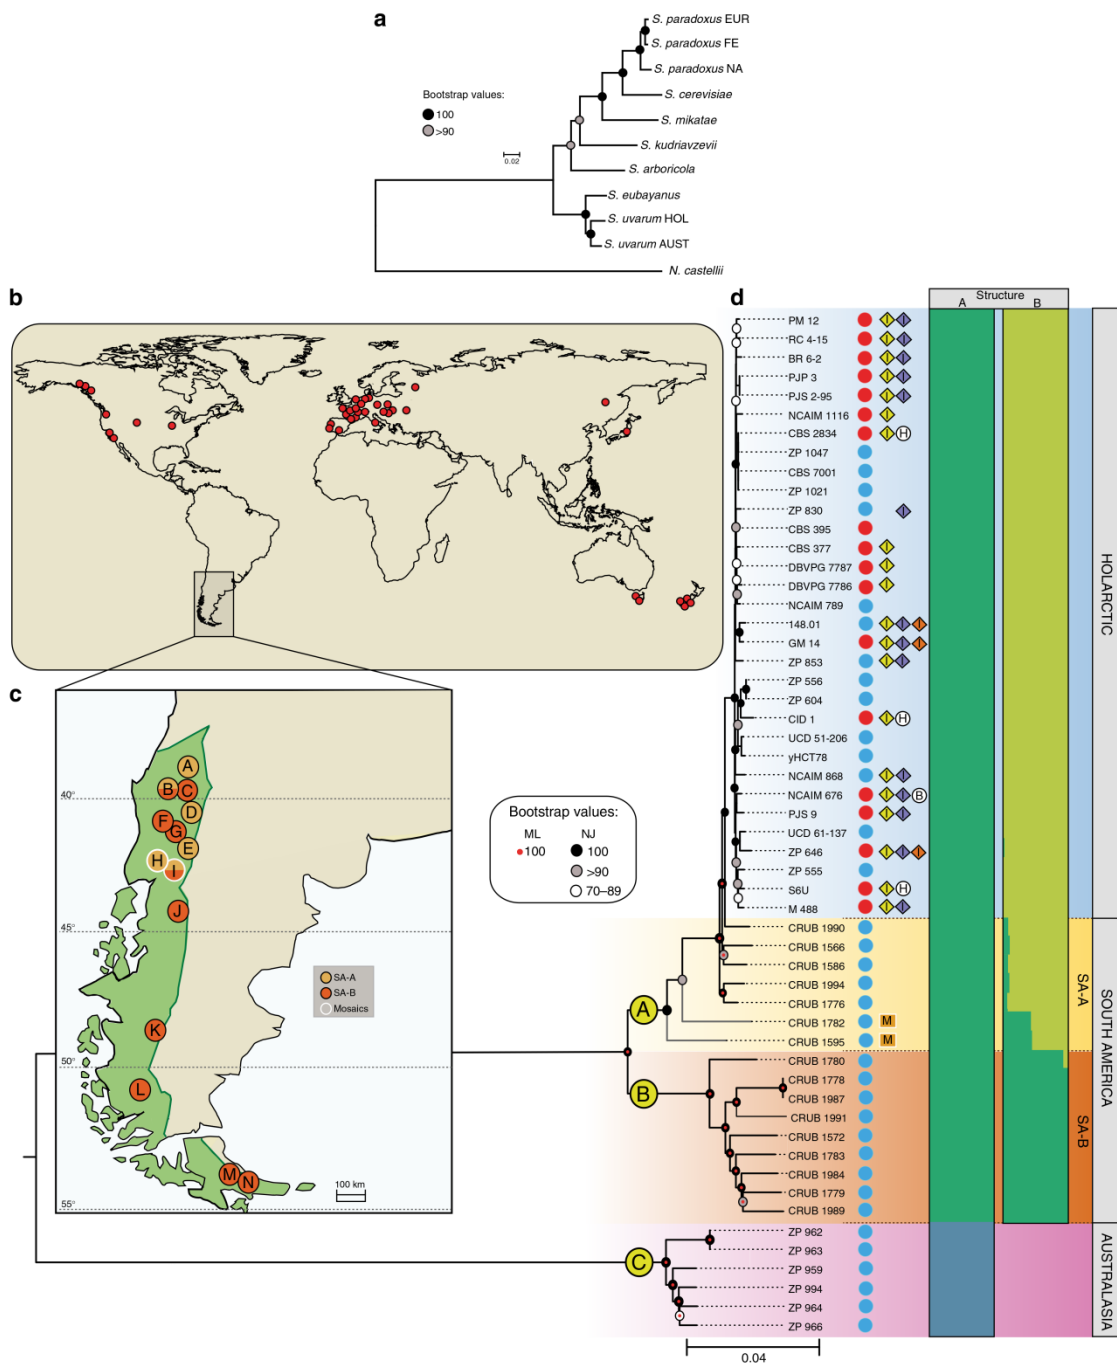 a
S. paradoxus EUR
S. paradoxus FE
S. paradoxus NA
S. cerevisiae
S. mikatae
S. kudriavzevii
S. arboricola
S. eubayanus
S. uvarum HOL
S. uvarum AUST
N. castellii
Bootstrap values:
100
>90
0.02
b
c
40°
45°
50°
55°
A
B
C
D
E
F
G
H
I
J
K
L
M
N
SA-A
SA-B
Mosaics
100 km
Bootstrap values:
ML
NJ
100
100
>90
70–89
d
Structure
A
B
PM 12 I I
RC 4-15 I I
BR 6-2 I I
PJP 3 I I
PJS 2-95 I I
NCAIM 1116 I
CBS 2834 I H
ZP 1047
CBS 7001
ZP 1021
ZP 830 I
CBS 395
CBS 377 I
DBVPG 7787 I
DBVPG 7786 I
NCAIM 789
148.01 I I I
GM 14 I I I
ZP 853 I I
ZP 556
ZP 604
CID 1 I H
UCD 51-206
yHCT78
NCAIM 868 I I
NCAIM 676 I I B
PJS 9 I I
UCD 61-137
ZP 646 I I I
ZP 555
S6U I H
M 488 I I
CRUB 1990
CRUB 1566
CRUB 1586
CRUB 1994
CRUB 1776
CRUB 1782 M
CRUB 1595 M
CRUB 1780
CRUB 1778
CRUB 1987
CRUB 1991
CRUB 1572
CRUB 1783
CRUB 1984
CRUB 1779
CRUB 1989
ZP 962
ZP 963
ZP 959
ZP 994
ZP 964
ZP 966
A
B
C
0.04
HOLARCTIC
SA-A
SA-B
SOUTH AMERICA
AUSTRALASIA